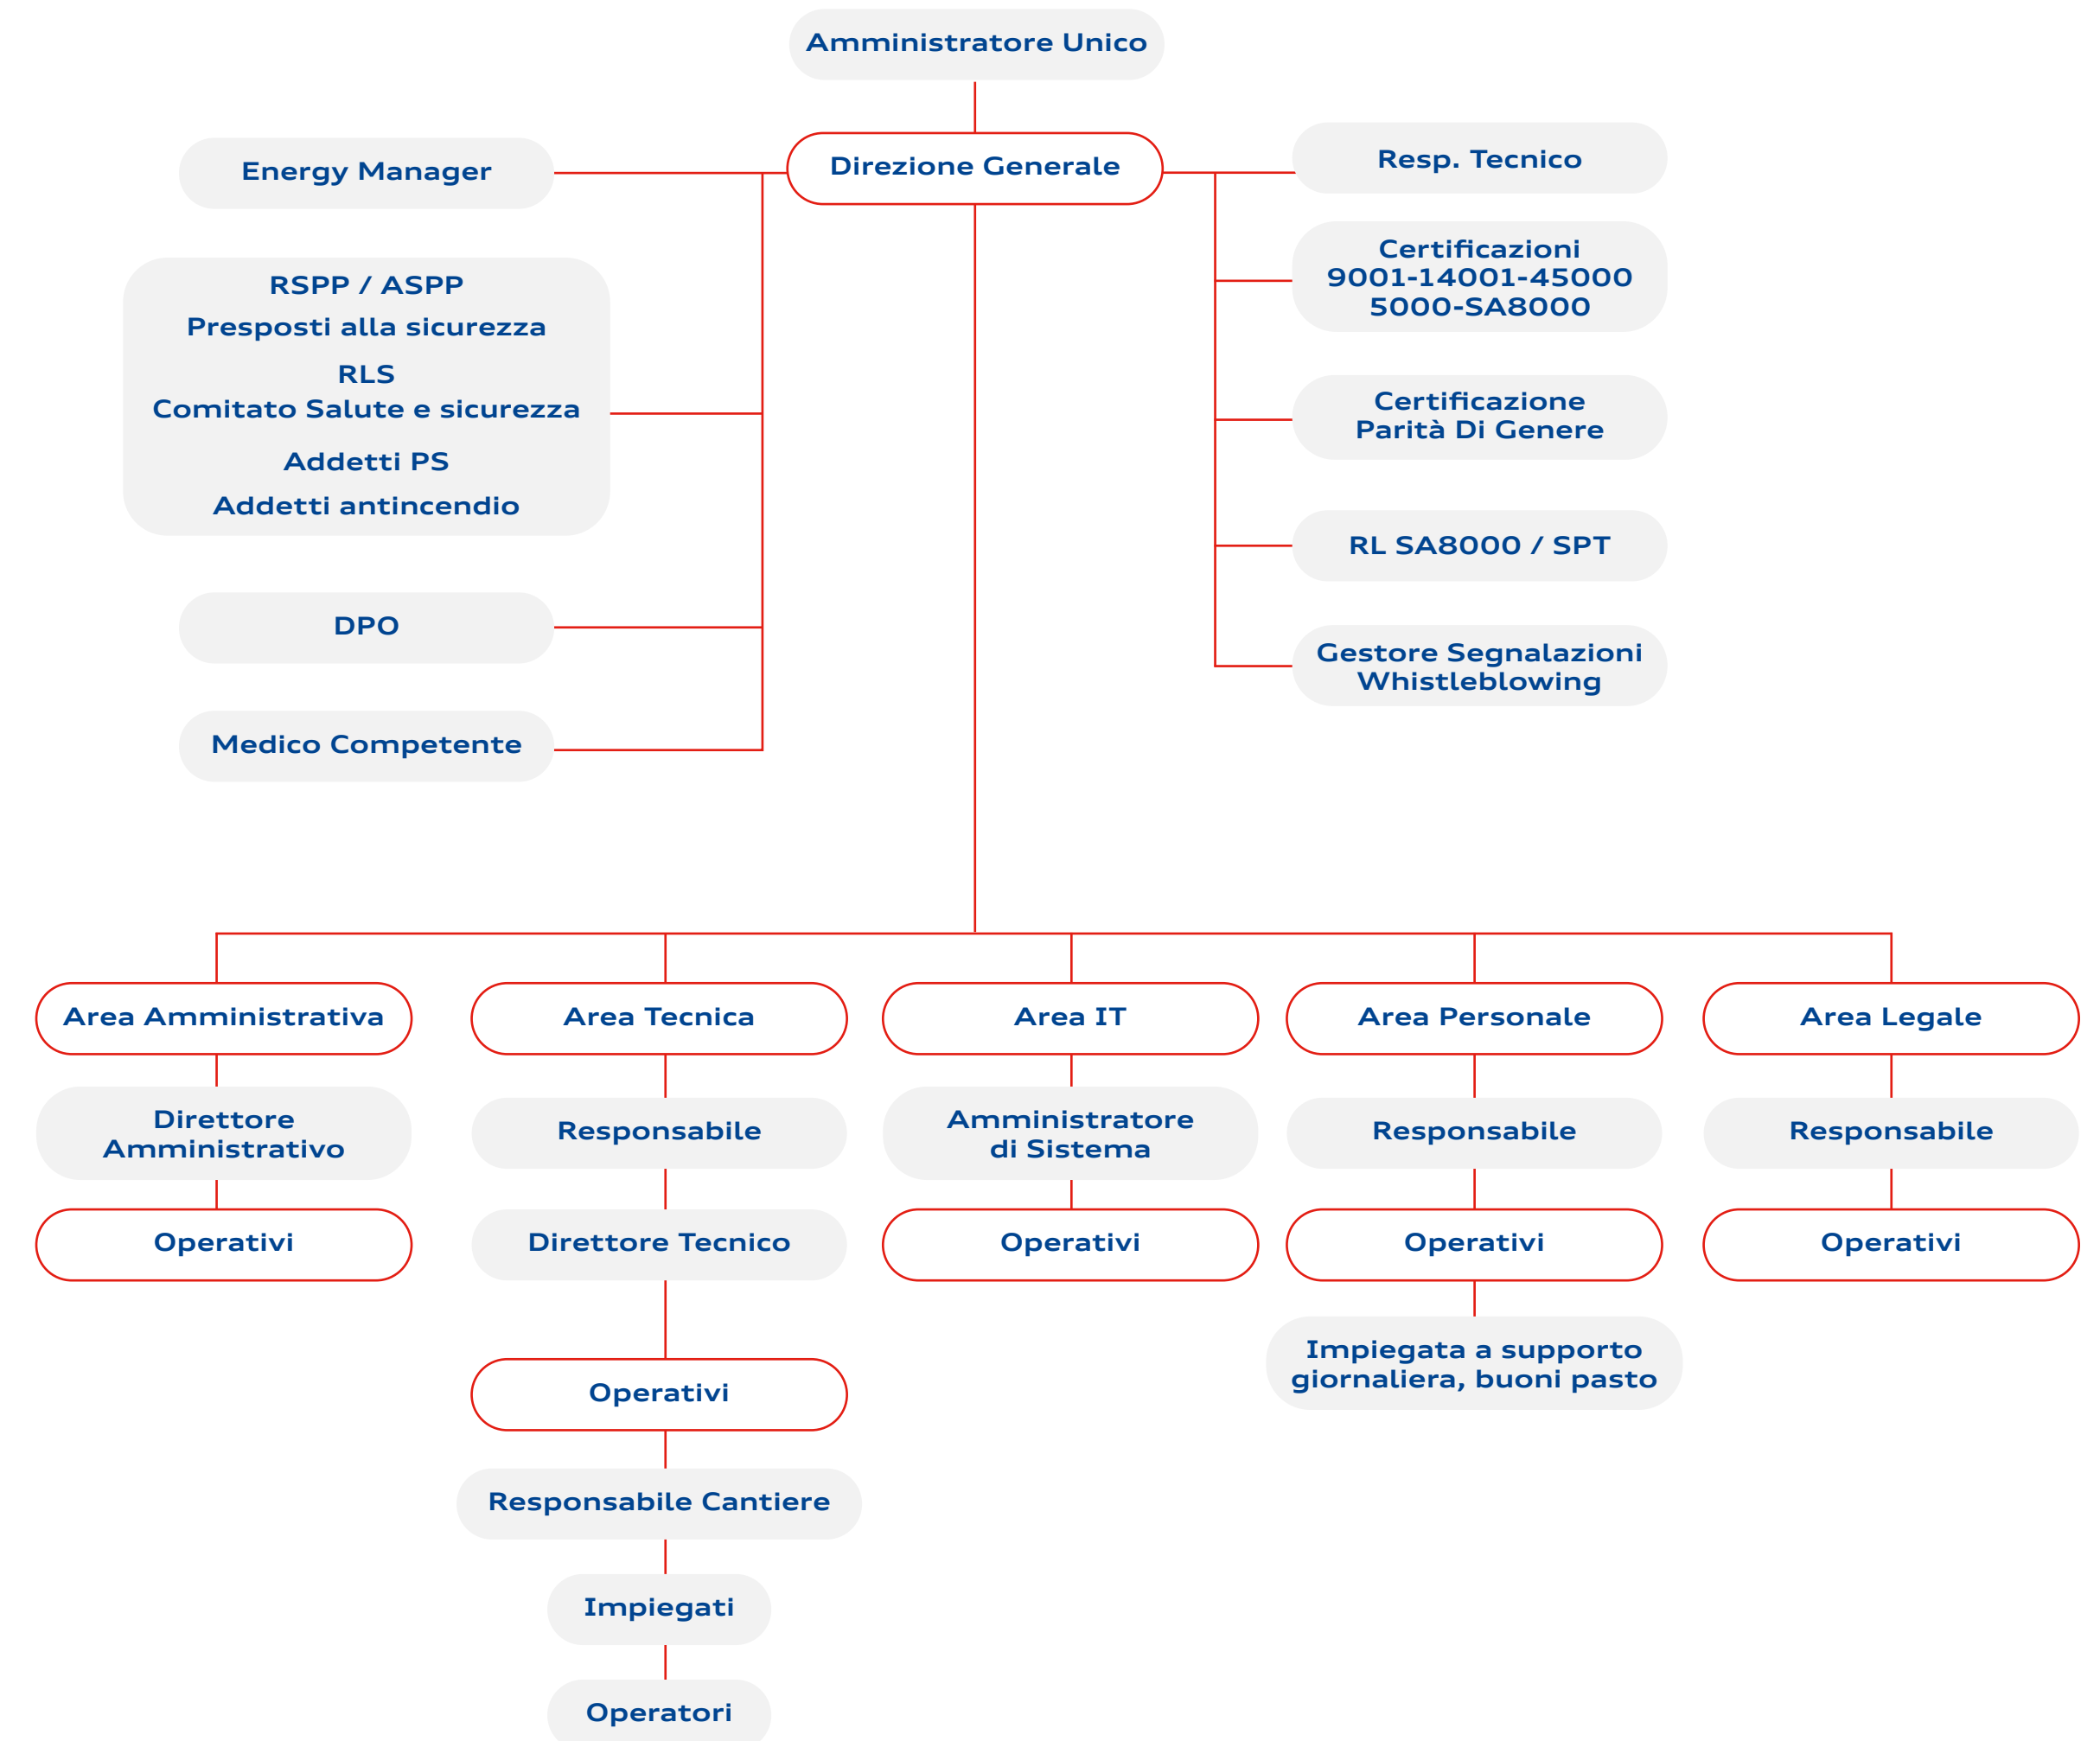 Amministratore Unico
Direzione Generale
Energy Manager
RSPP / ASPP
Presposti alla sicurezza
RLS
Comitato Salute e sicurezza
Addetti PS
Addetti antincendio
DPO
Medico Competente
Resp. Tecnico
Certificazioni
9001-14001-45000
5000-SA8000
Certificazione
Parità Di Genere
RL SA8000 / SPT
Gestore Segnalazioni
Whistleblowing
Area Amministrativa
Direttore
Amministrativo
Operativi
Area Tecnica
Responsabile
Direttore Tecnico
Operativi
Responsabile Cantiere
Impiegati
Operatori
Area IT
Amministratore
di Sistema
Operativi
Area Personale
Responsabile
Operativi
Impiegata a supporto
giornaliera, buoni pasto
Area Legale
Responsabile
Operativi